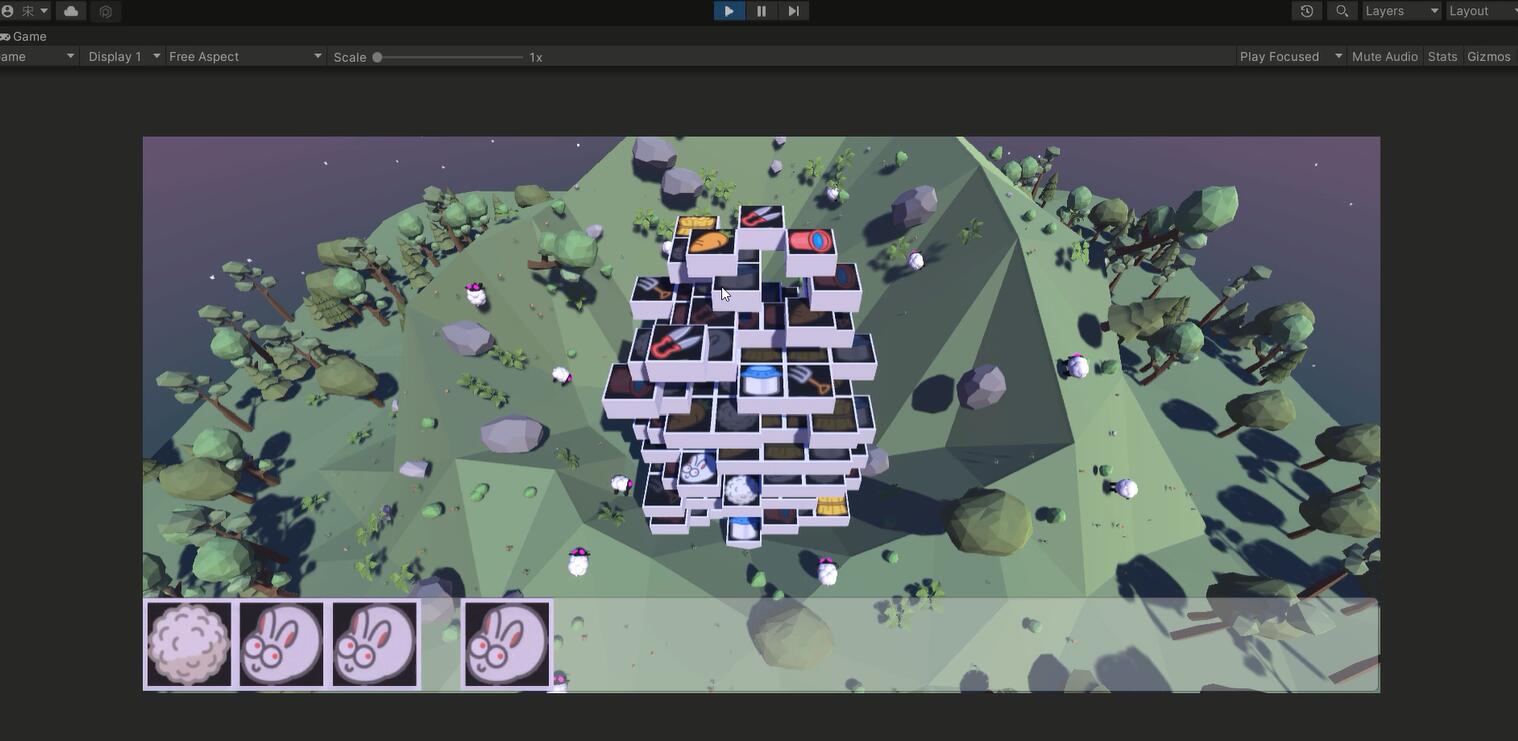 宋 Layers Layout
Game
ame Display 1 Free Aspect Scale 1x Play Focused Mute Audio Stats Gizmos